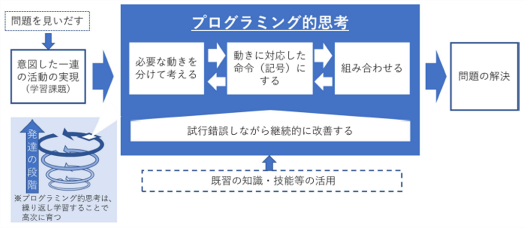 問題を見いだす
意図した一連
の活動の実現
(学習課題)
プログラミング的思考
必要な動きを
分けて考える
動きに対応した
命令(記号)に
する
組み合わせる
試行錯誤しながら継続的に改善する
問題の解決
既習の知識・技能等の活用
発達の段階
※プログラミング的思考は、
繰り返し学習することで
高次に育つ